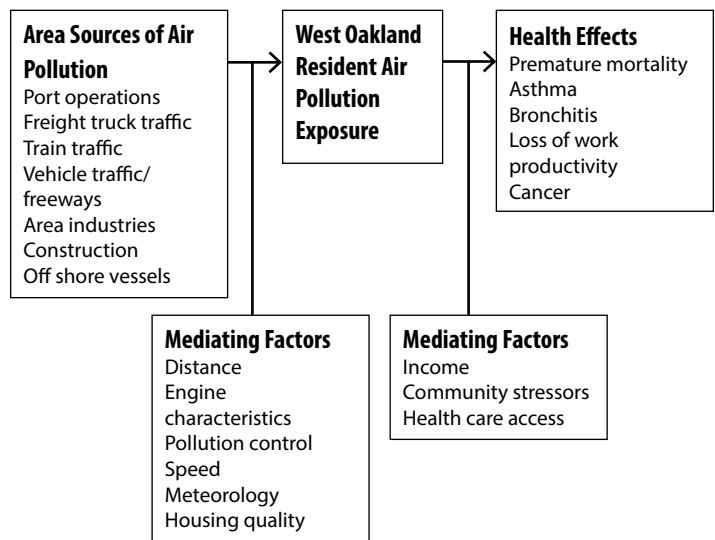 Area Sources of Air
Pollution
Port operations
Freight truck traffic
Train traffic
Vehicle traffic/
freeways
Area industries
Construction
Off shore vessels
West Oakland
Resident Air
Pollution
Exposure
Health Effects
Premature mortality
Asthma
Bronchitis
Loss of work
productivity
Cancer
Mediating Factors
Distance
Engine
characteristics
Pollution control
Speed
Meteorology
Housing quality
Mediating Factors
Income
Community stressors
Health care access